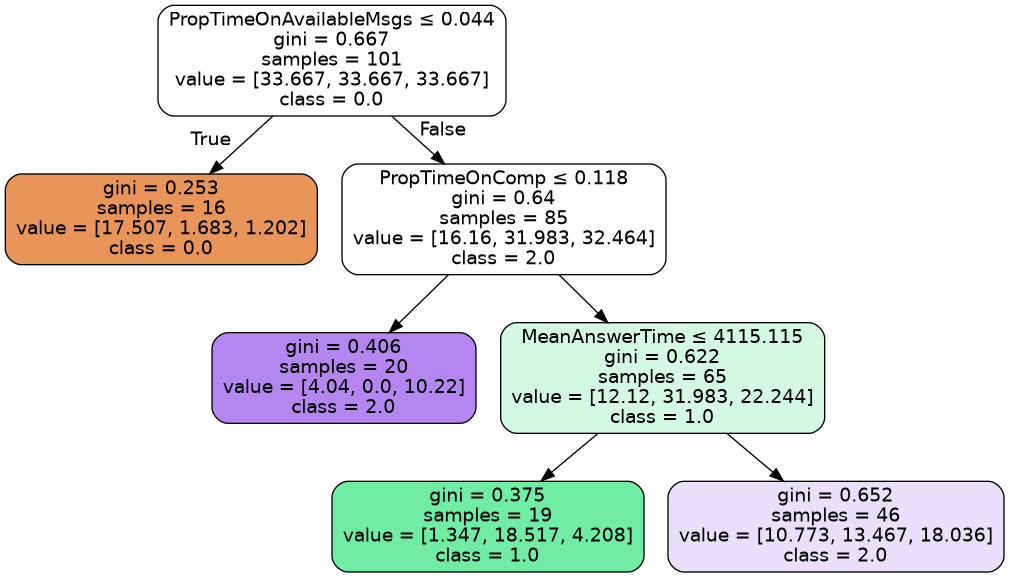 PropTimeOnAvailableMsgs ≤ 0.044
gini = 0.667
samples = 101
value = [33.667, 33.667, 33.667]
class = 0.0
True
False
gini = 0.253
samples = 16
value = [17.507, 1.683, 1.202]
class = 0.0
PropTimeOnComp ≤ 0.118
gini = 0.64
samples = 85
value = [16.16, 31.983, 32.464]
class = 2.0
gini = 0.406
samples = 20
value = [4.04, 0.0, 10.22]
class = 2.0
MeanAnswerTime ≤ 4115.115
gini = 0.622
samples = 65
value = [12.12, 31.983, 22.244]
class = 1.0
gini = 0.375
samples = 19
value = [1.347, 18.517, 4.208]
class = 1.0
gini = 0.652
samples = 46
value = [10.773, 13.467, 18.036]
class = 2.0